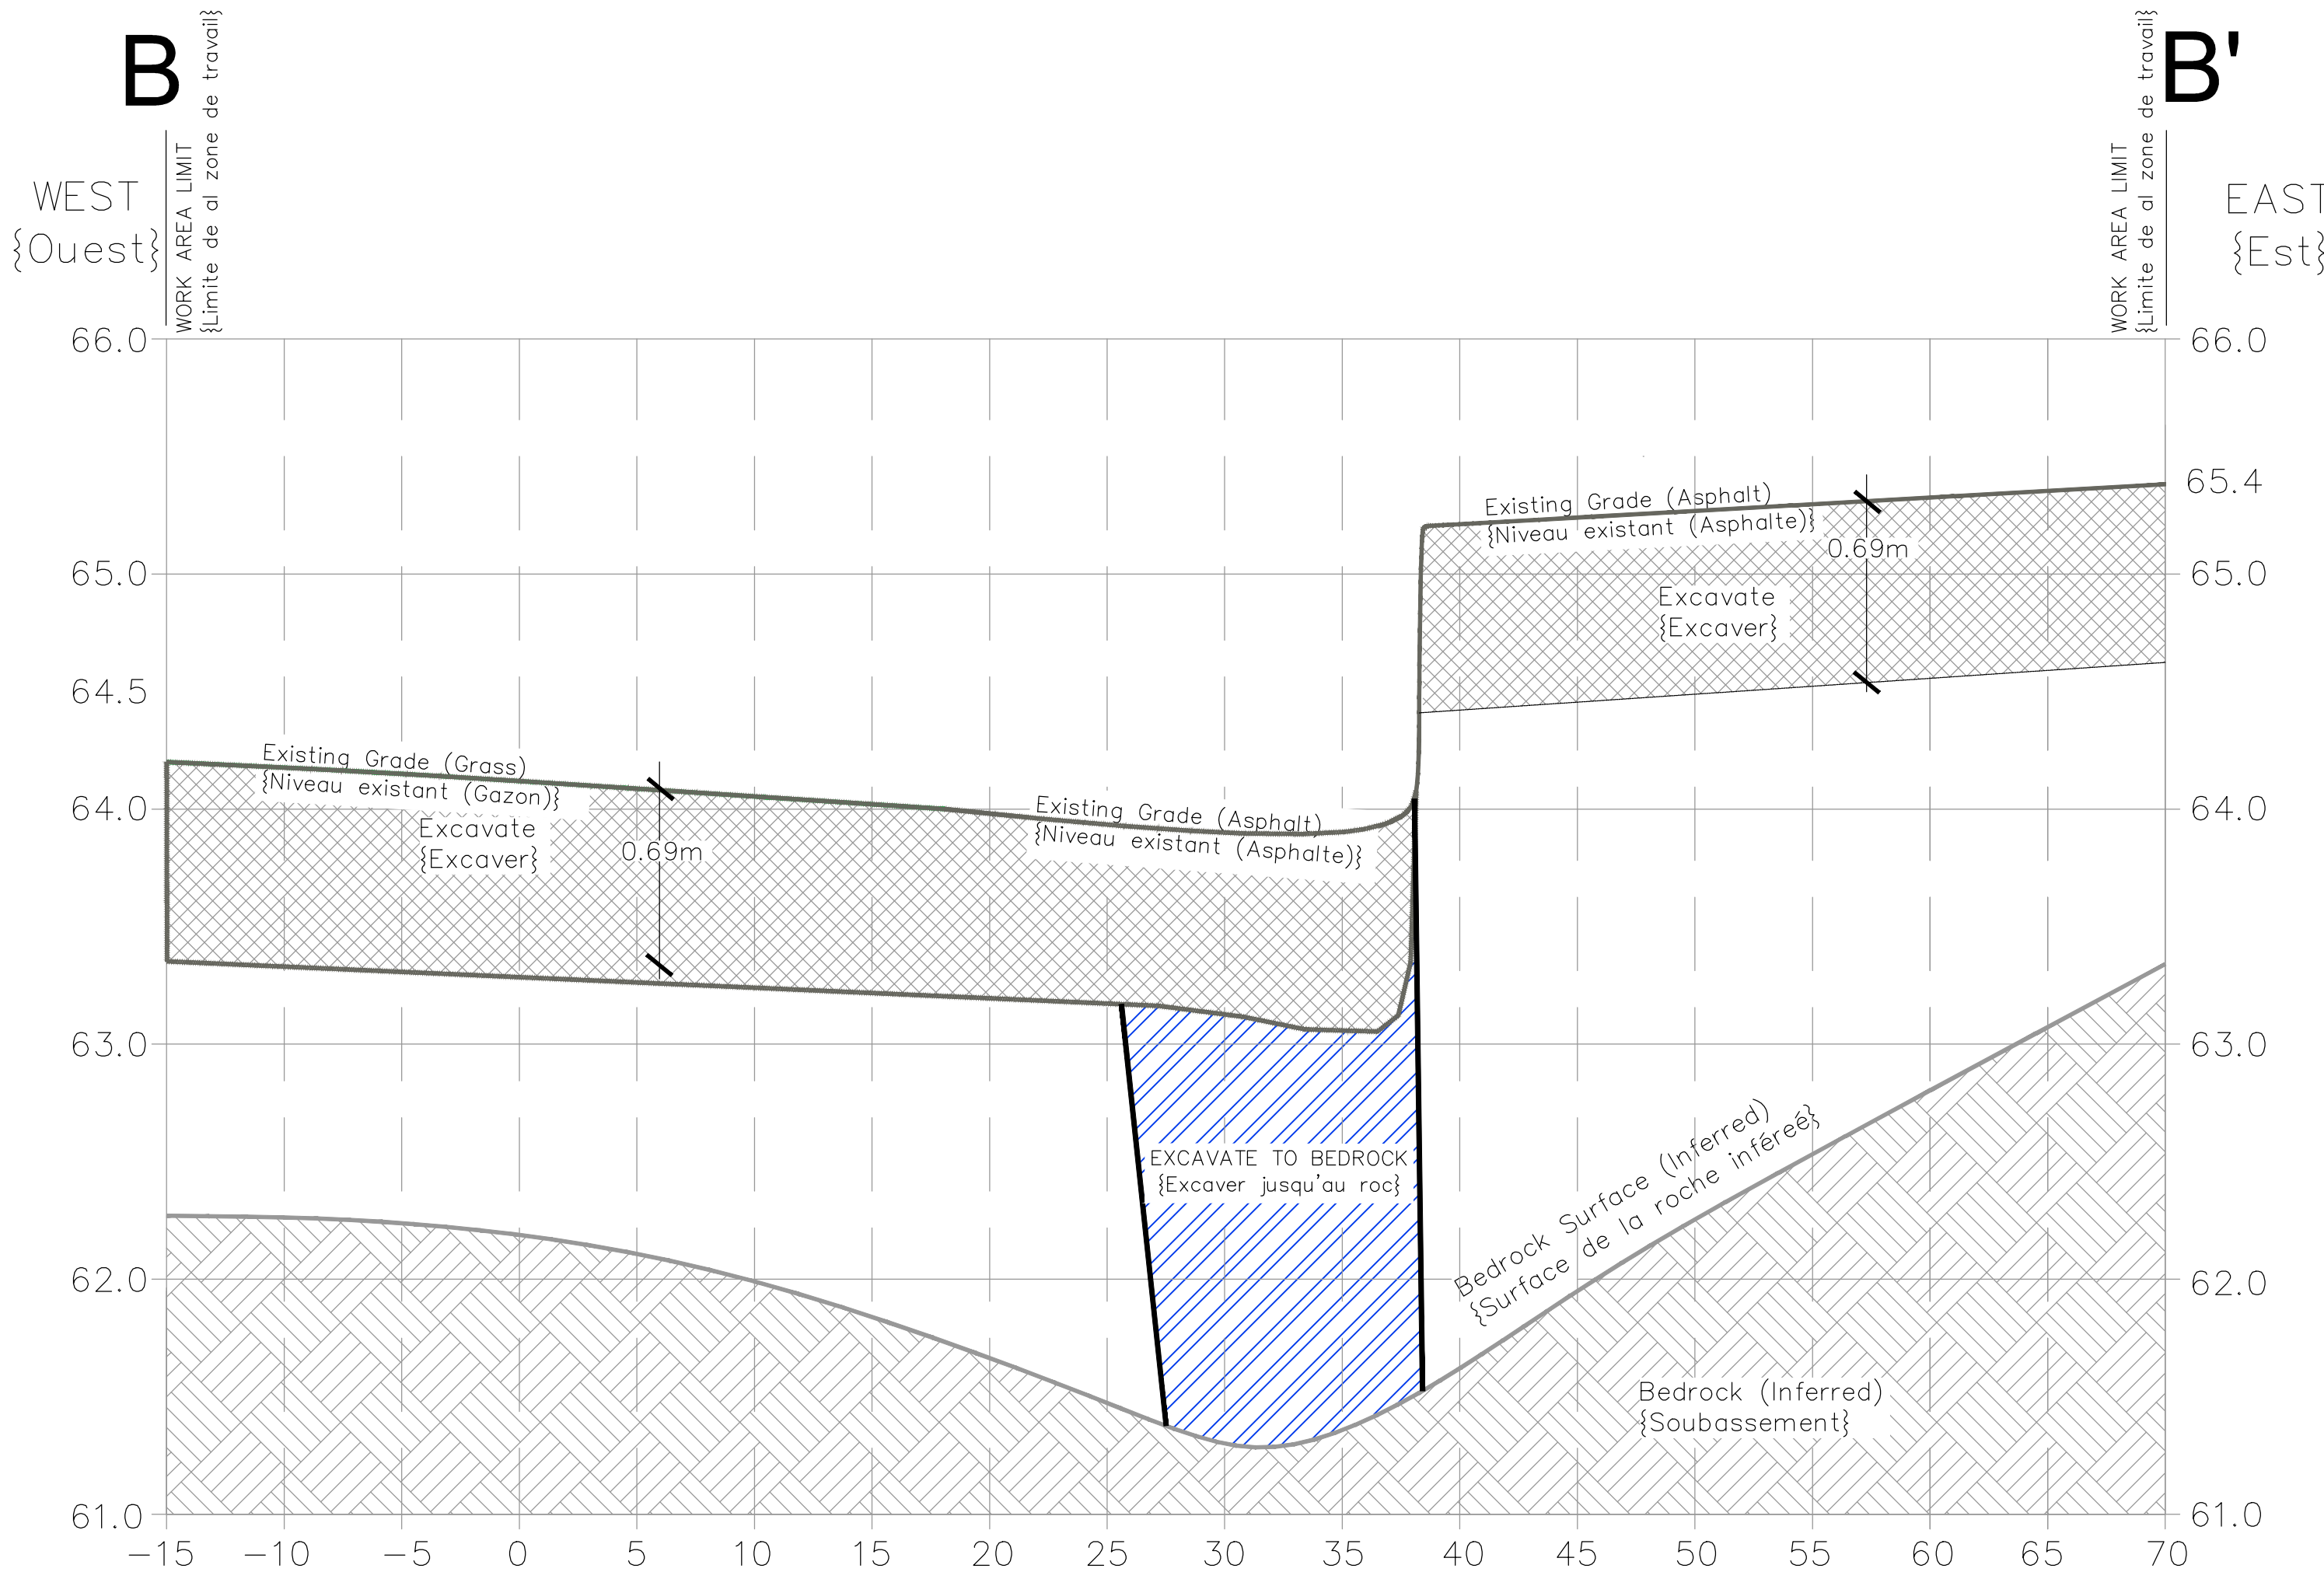 B
B'
WEST
{Ouest}
WORK AREA LIMIT
{Limite de al zone de travail}
WORK AREA LIMIT
{Limite de al zone de travail}
EAST
{Est}
66.0
66.0
65.4
65.0
65.0
64.5
64.0
64.0
63.0
63.0
62.0
62.0
61.0
61.0
Existing Grade (Asphalt)
{Niveau existant (Asphalte)}
0.69m
Excavate
{Excaver}
Existing Grade (Grass)
{Niveau existant (Gazon)}
Excavate
{Excaver}
0.69m
Existing Grade (Asphalt)
{Niveau existant (Asphalte)}
EXCAVATE TO BEDROCK
{Excaver jusqu'au roc}
Bedrock Surface (Inferred)
{Surface de la roche inféreé}
Bedrock (Inferred)
{Soubassement}
-15 -10 -5 0 5 10 15 20 25 30 35 40 45 50 55 60 65 70